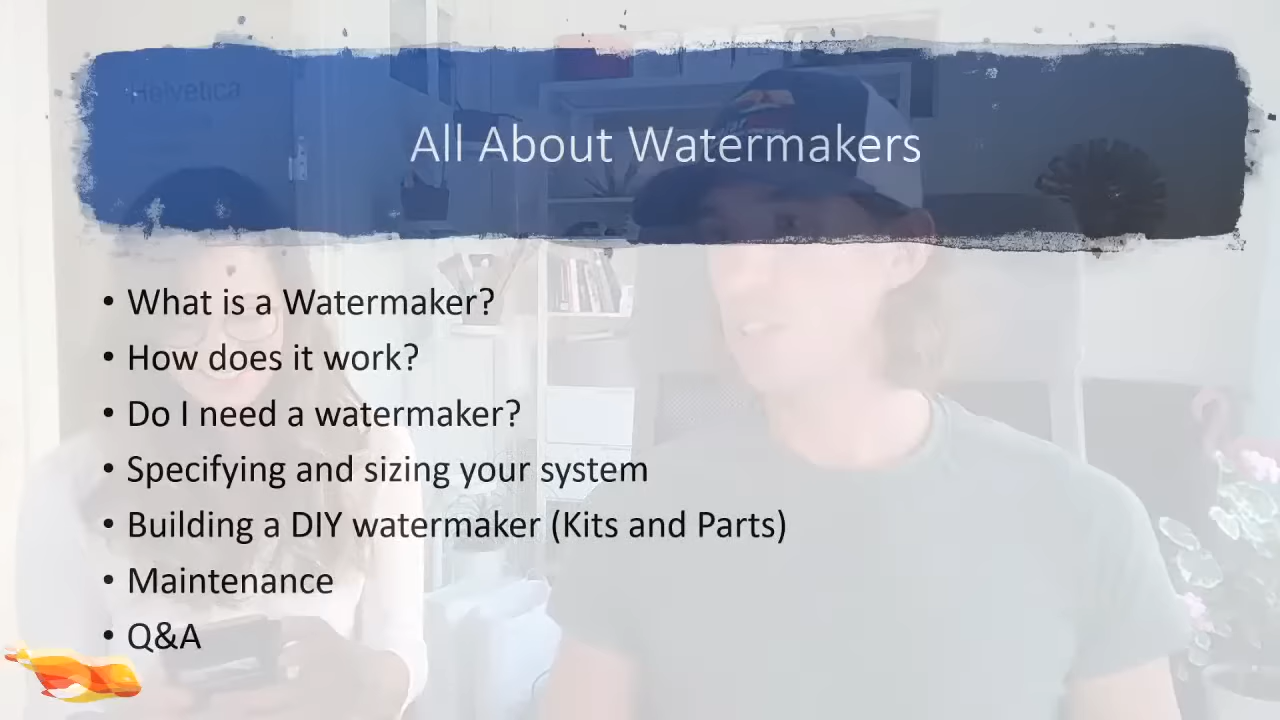 Helvetica
All About Watermakers
• What is a Watermaker?
• How does it work?
• Do I need a watermaker?
• Specifying and sizing your system
• Building a DIY watermaker (Kits and Parts)
• Maintenance
• Q&A